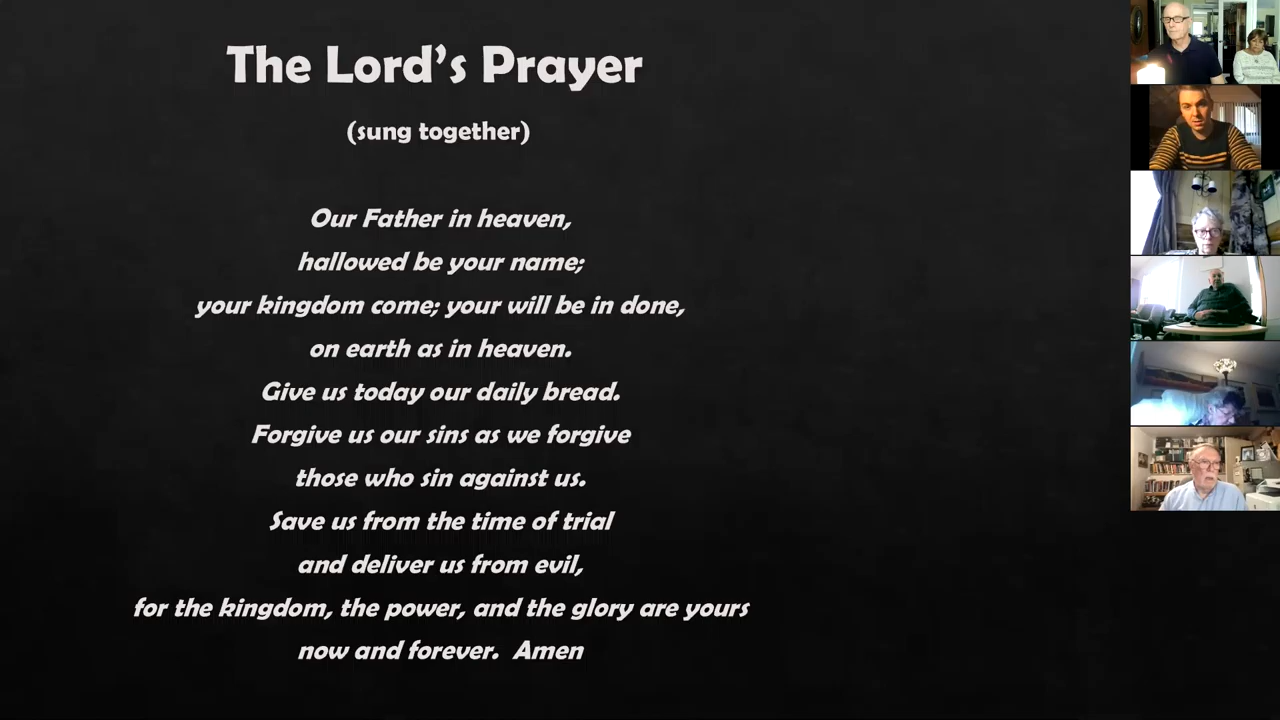 The Lord's Prayer
(sung together)
Our Father in heaven,
hallowed be your name;
your kingdom come; your will be in done,
on earth as in heaven.
Give us today our daily bread.
Forgive us our sins as we forgive
those who sin against us.
Save us from the time of trial
and deliver us from evil,
for the kingdom, the power, and the glory are yours
now and forever.  Amen